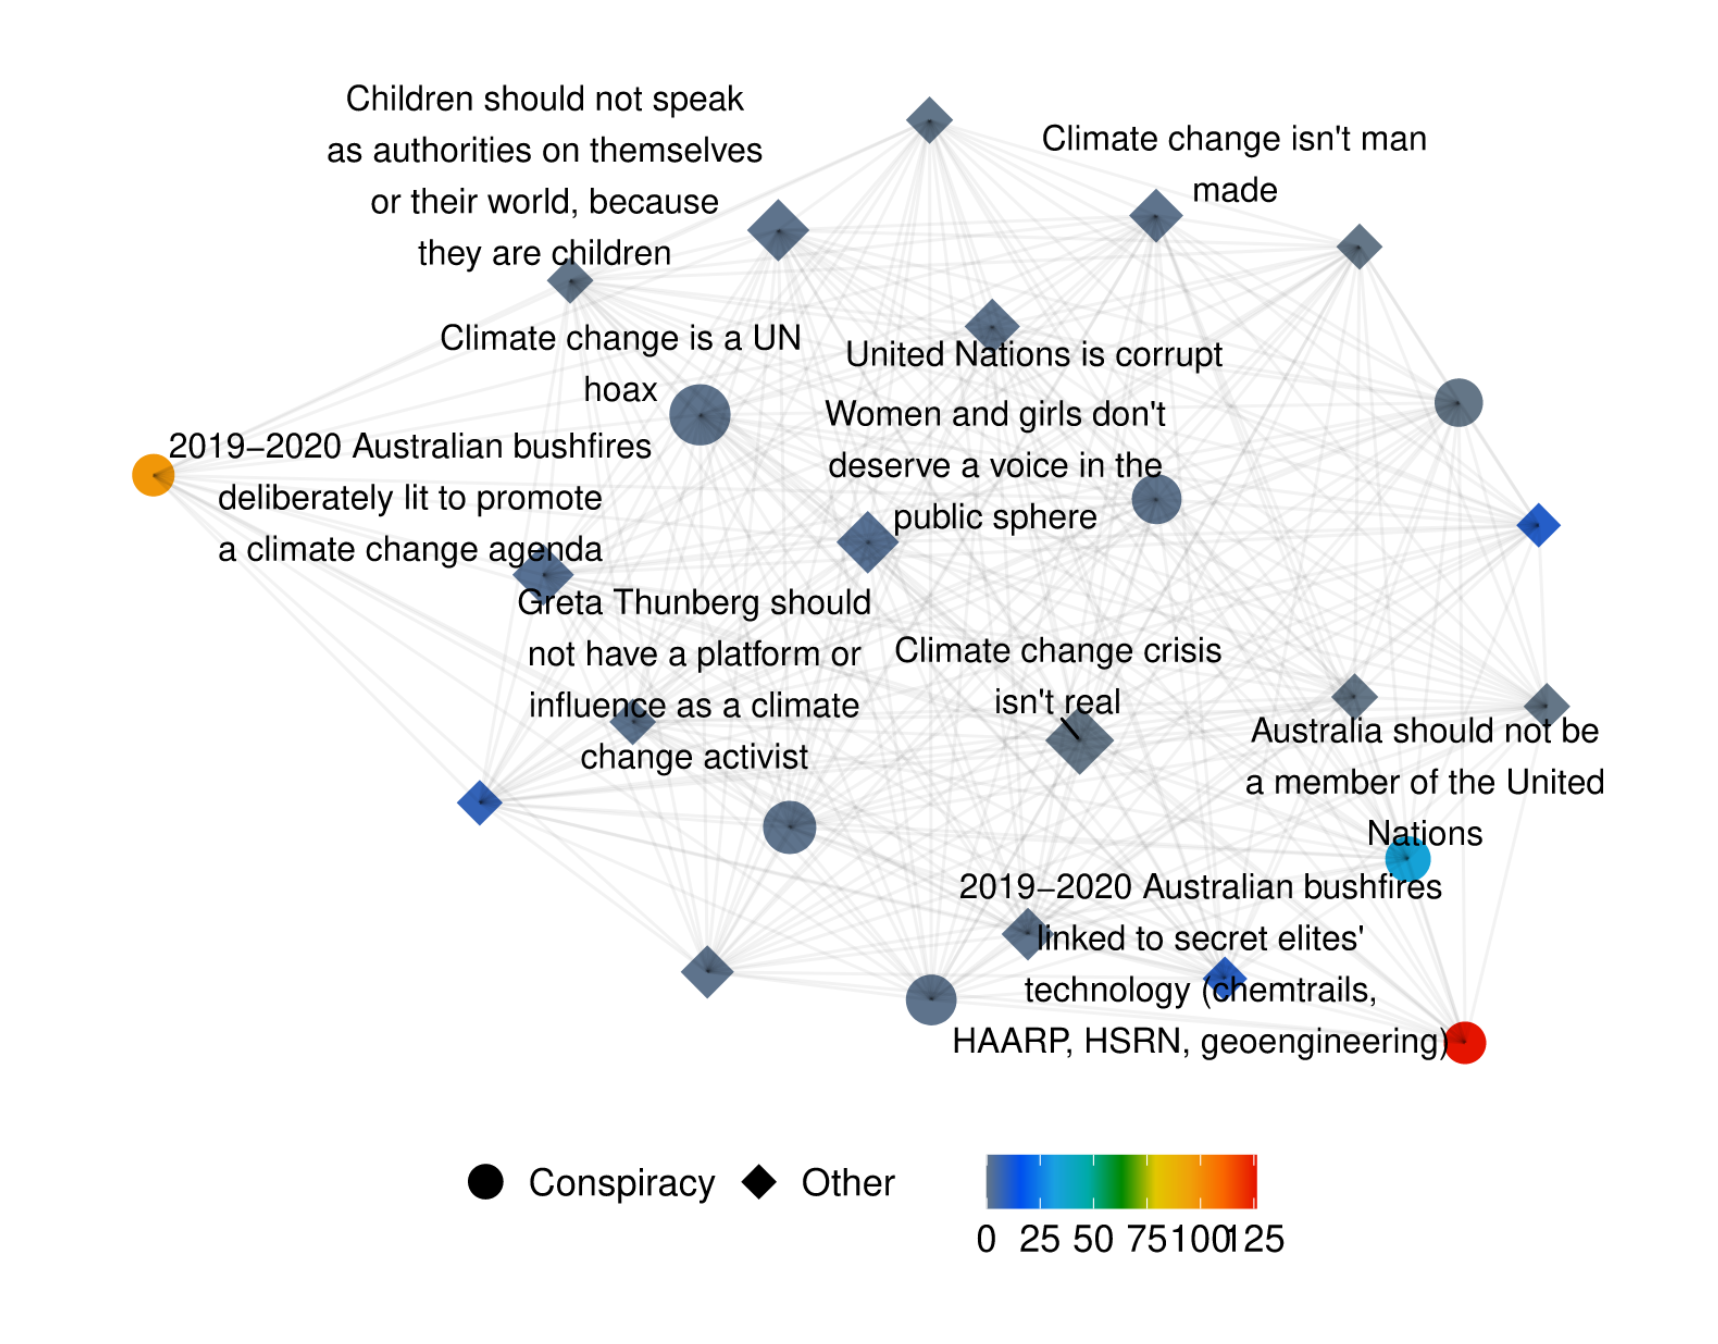 Children should not speak
as authorities on themselves
or their world, because
they are children
Climate change isn't man
made
Climate change is a UN
hoax
United Nations is corrupt
Women and girls don't
deserve a voice in the
public sphere
2019–2020 Australian bushfires
deliberately lit to promote
a climate change agenda
Greta Thunberg should
not have a platform or
influence as a climate
change activist
Climate change crisis
isn't real
Australia should not be
a member of the United
Nations
2019–2020 Australian bushfires
linked to secret elites'
technology (chemtrails,
HAARP, HSRN, geoengineering)
Conspiracy Other
0 25 50 75 100 125